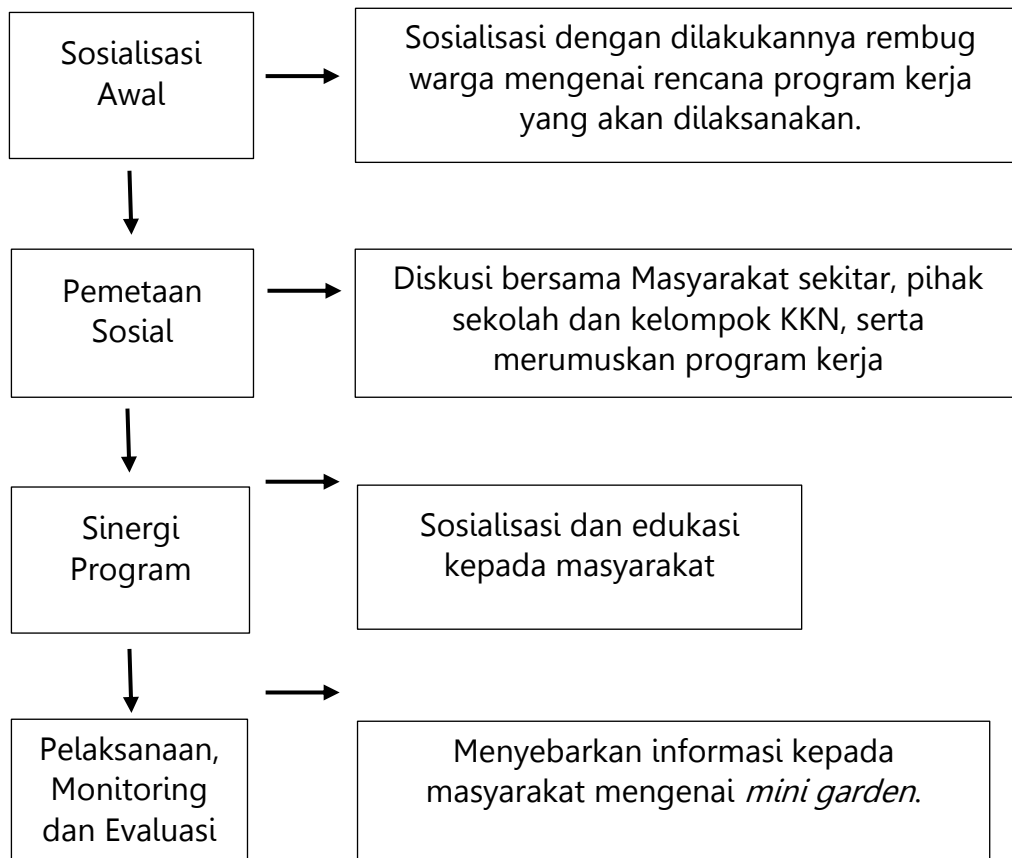 Sosialisasi
Awal
Sosialisasi dengan dilakukannya rembug
warga mengenai rencana program kerja
yang akan dilaksanakan.
Pemetaan
Sosial
Diskusi bersama Masyarakat sekitar, pihak
sekolah dan kelompok KKN, serta
merumuskan program kerja
Sinergi
Program
Sosialisasi dan edukasi
kepada masyarakat
Pelaksanaan,
Monitoring
dan Evaluasi
Menyebarkan informasi kepada
masyarakat mengenai mini garden.